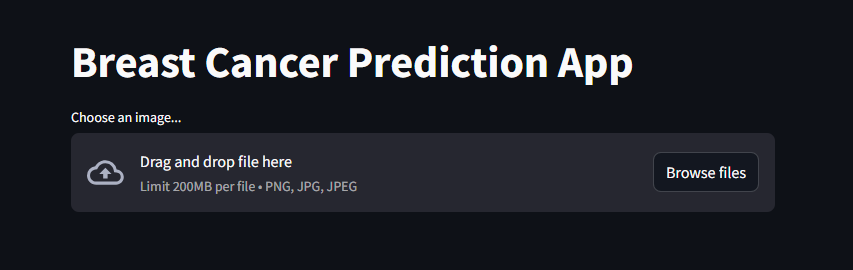 Breast Cancer Prediction App
Choose an image...
Drag and drop file here
Limit 200MB per file • PNG, JPG, JPEG
Browse files